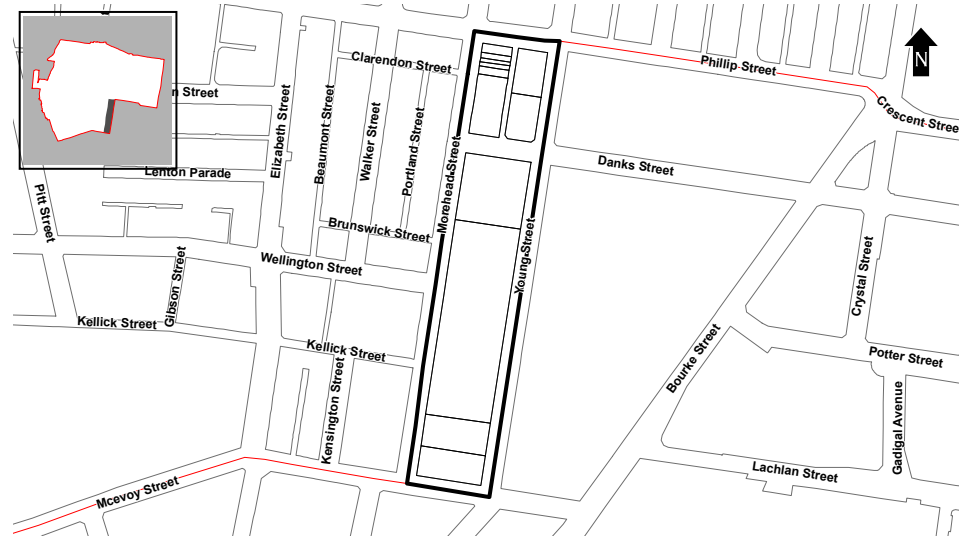 N
Clarendon Street
Phillip Street
n Street
Crescent Stree
Elizabeth Street
Beaumont Street
Walker Street
Portland Street
Morehead Street
Danks Street
Lenton Parade
Pitt Street
Brunswick Street
Young Street
Wellington Street
Gibson Street
Crystal Street
Kellick Street
Kellick Street
Bourke Street
Potter Street
Kensington Street
Gadigal Avenue
Lachlan Street
Mcevoy Street